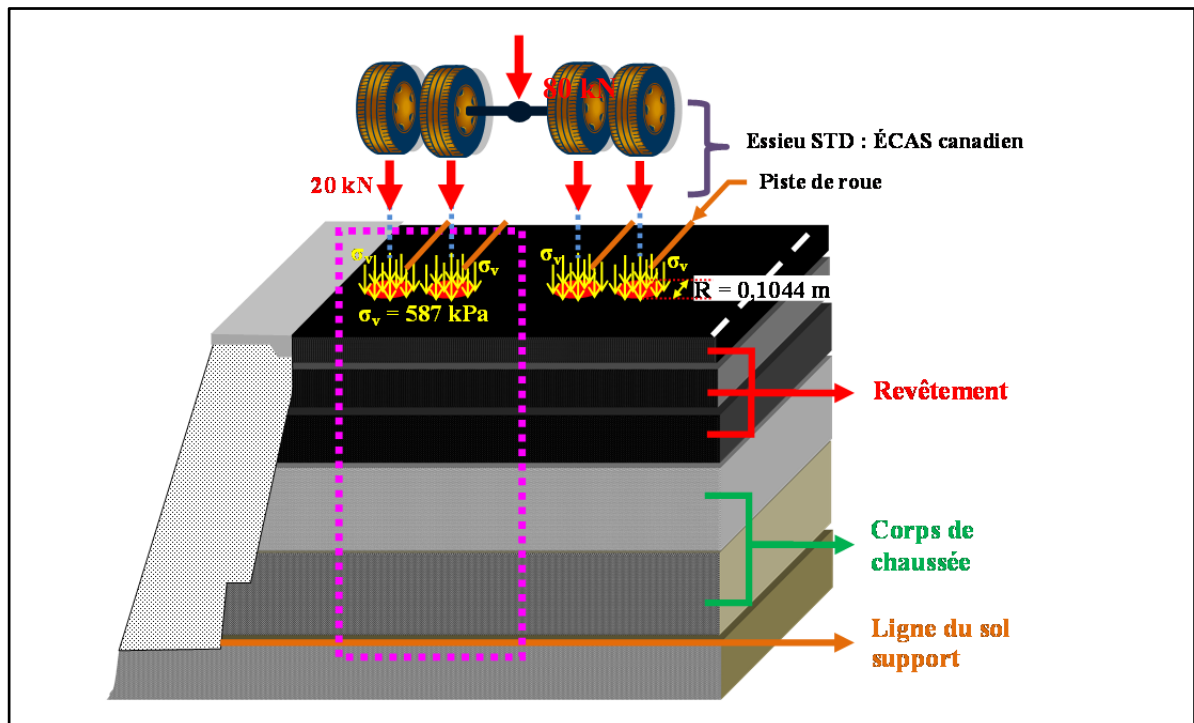 80 kN
Essieu STD : ÉCAS canadien
20 kN
Piste de roue
σv
σv
σv
R = 0,1044 m
σv = 587 kPa
Revêtement
Corps de
chaussée
Ligne du sol
support